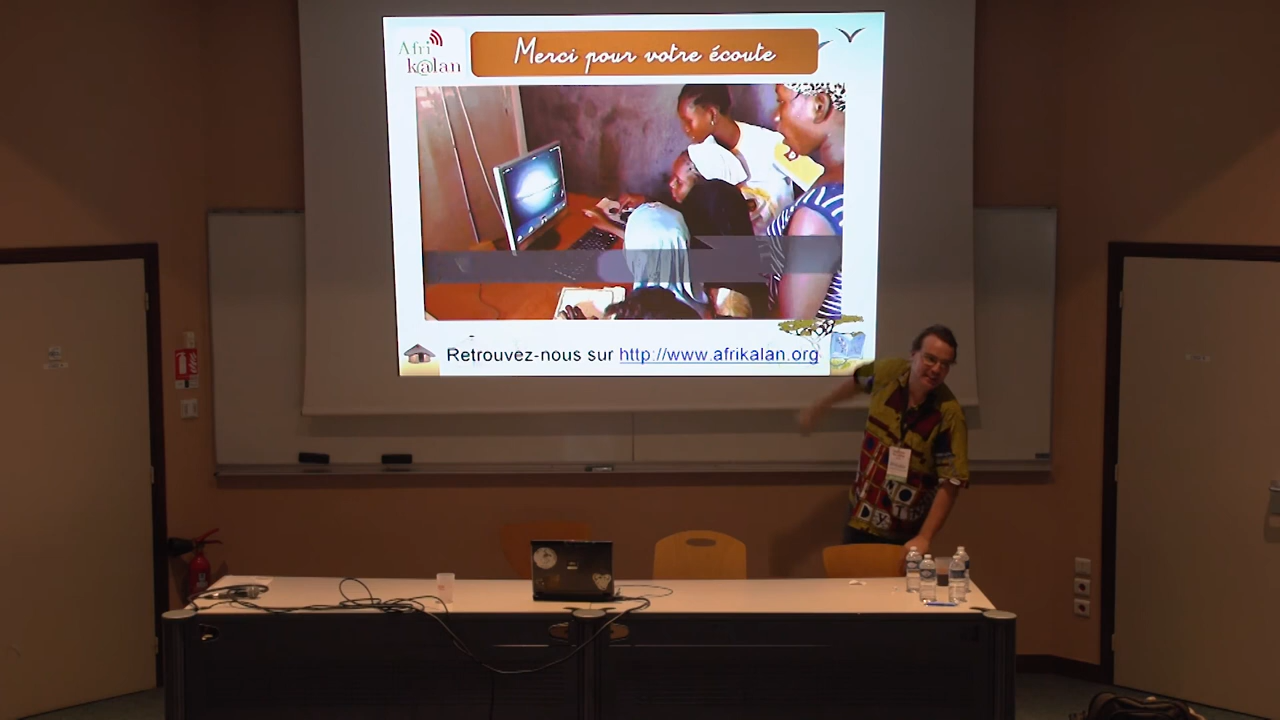 Afri
k@lan
Merci pour votre écoute
Retrouvez-nous sur http://www.afrikalan.org